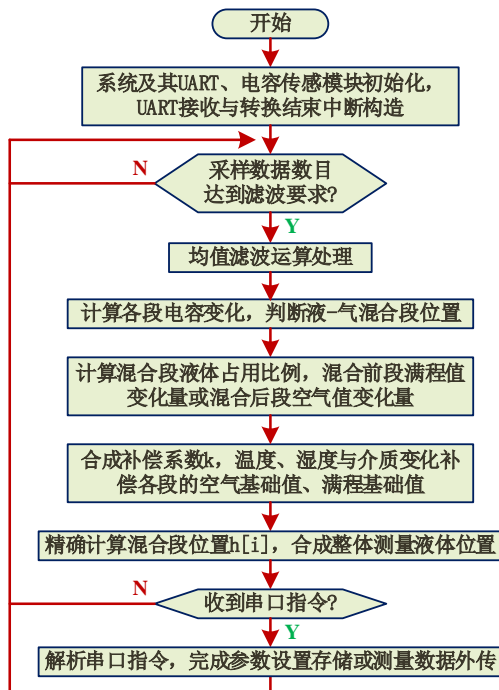 开始
系统及其UART、电容传感模块初始化，
UART接收与转换结束中断构造
N
采样数据数目
达到滤波要求?
Y
均值滤波运算处理
计算各段电容变化，判断液-气混合段位置
计算混合段液体占用比例，混合前段满程值
变化量或混合后段空气值变化量
合成补偿系数k，温度、湿度与介质变化补
偿各段的空气基础值、满程基础值
精确计算混合段位置h[i]，合成整体测量液体位置
N
收到串口指令?
Y
解析串口指令，完成参数设置存储或测量数据外传